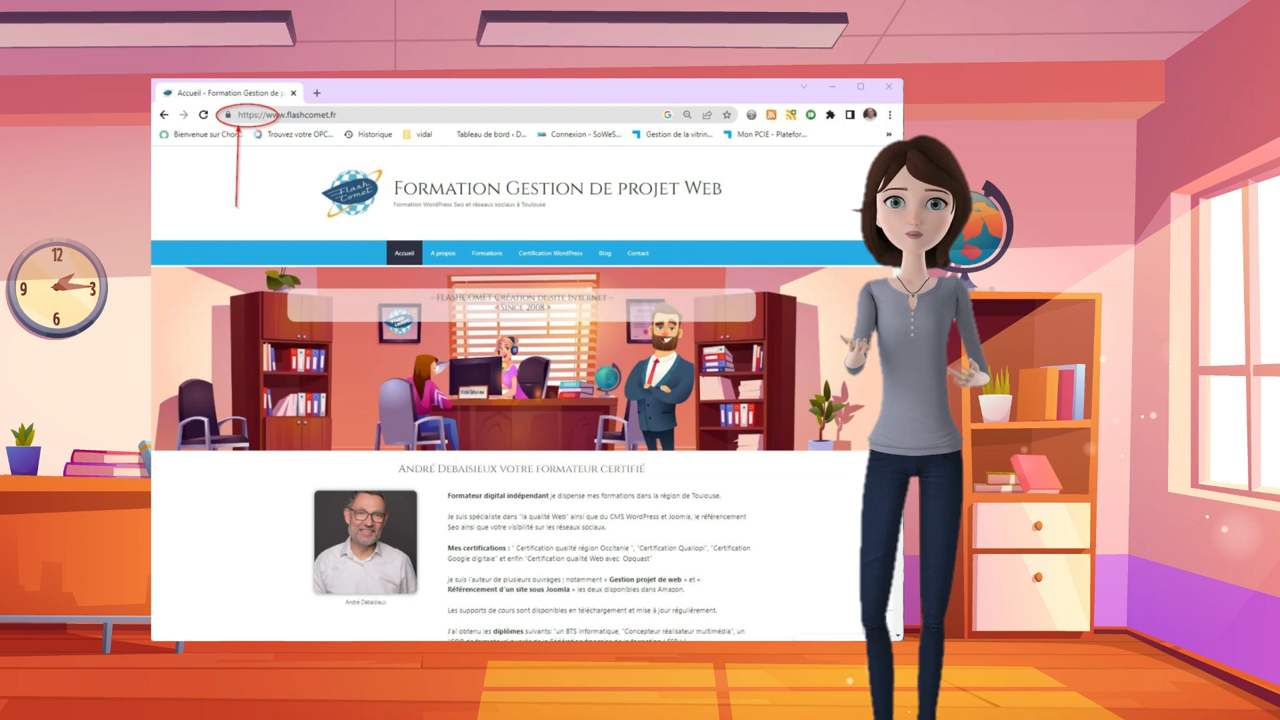 Accueil - Formation Gestion de p
https://www.flashcomet.fr
Bienvenue sur Chor... Trouvez votre OPC... Historique vidal Tableau de bord ‹ D... Connexion - SoWeS... Gestion de la vitrin... Mon PCIE - Platefor... »
Flash Comet
Formation Gestion de projet Web
Formation WordPress Seo et réseaux sociaux à Toulouse
Accueil A propos Formations Certification WordPress Blog Contact
– FlashComet Création de site Internet –
< Since 2008 >
André Debaisieux votre formateur certifié
Formateur digital indépendant je dispense mes formations dans la région de Toulouse.
Je suis spécialiste dans "la qualité Web" ainsi que du CMS WordPress et Joomla, le référencement
Seo ainsi que votre visibilité sur les réseaux sociaux.
Mes certifications : " Certification qualité région Occitanie ", "Certification Qualiopi", "Certification
Google digitale" et enfin "Certification qualité Web avec Opquast"
Je suis l'auteur de plusieurs ouvrages ; notamment « Gestion projet de web » et «
Référencement d'un site sous Joomla » les deux disponibles dans Amazon.
André Debaisieux
Les supports de cours sont disponibles en téléchargement et mise à jour régulièrement.
J'ai obtenu les diplômes suivants: "un BTS Informatique, "Concepteur réalisateur multimédia", un
12
9 3
6